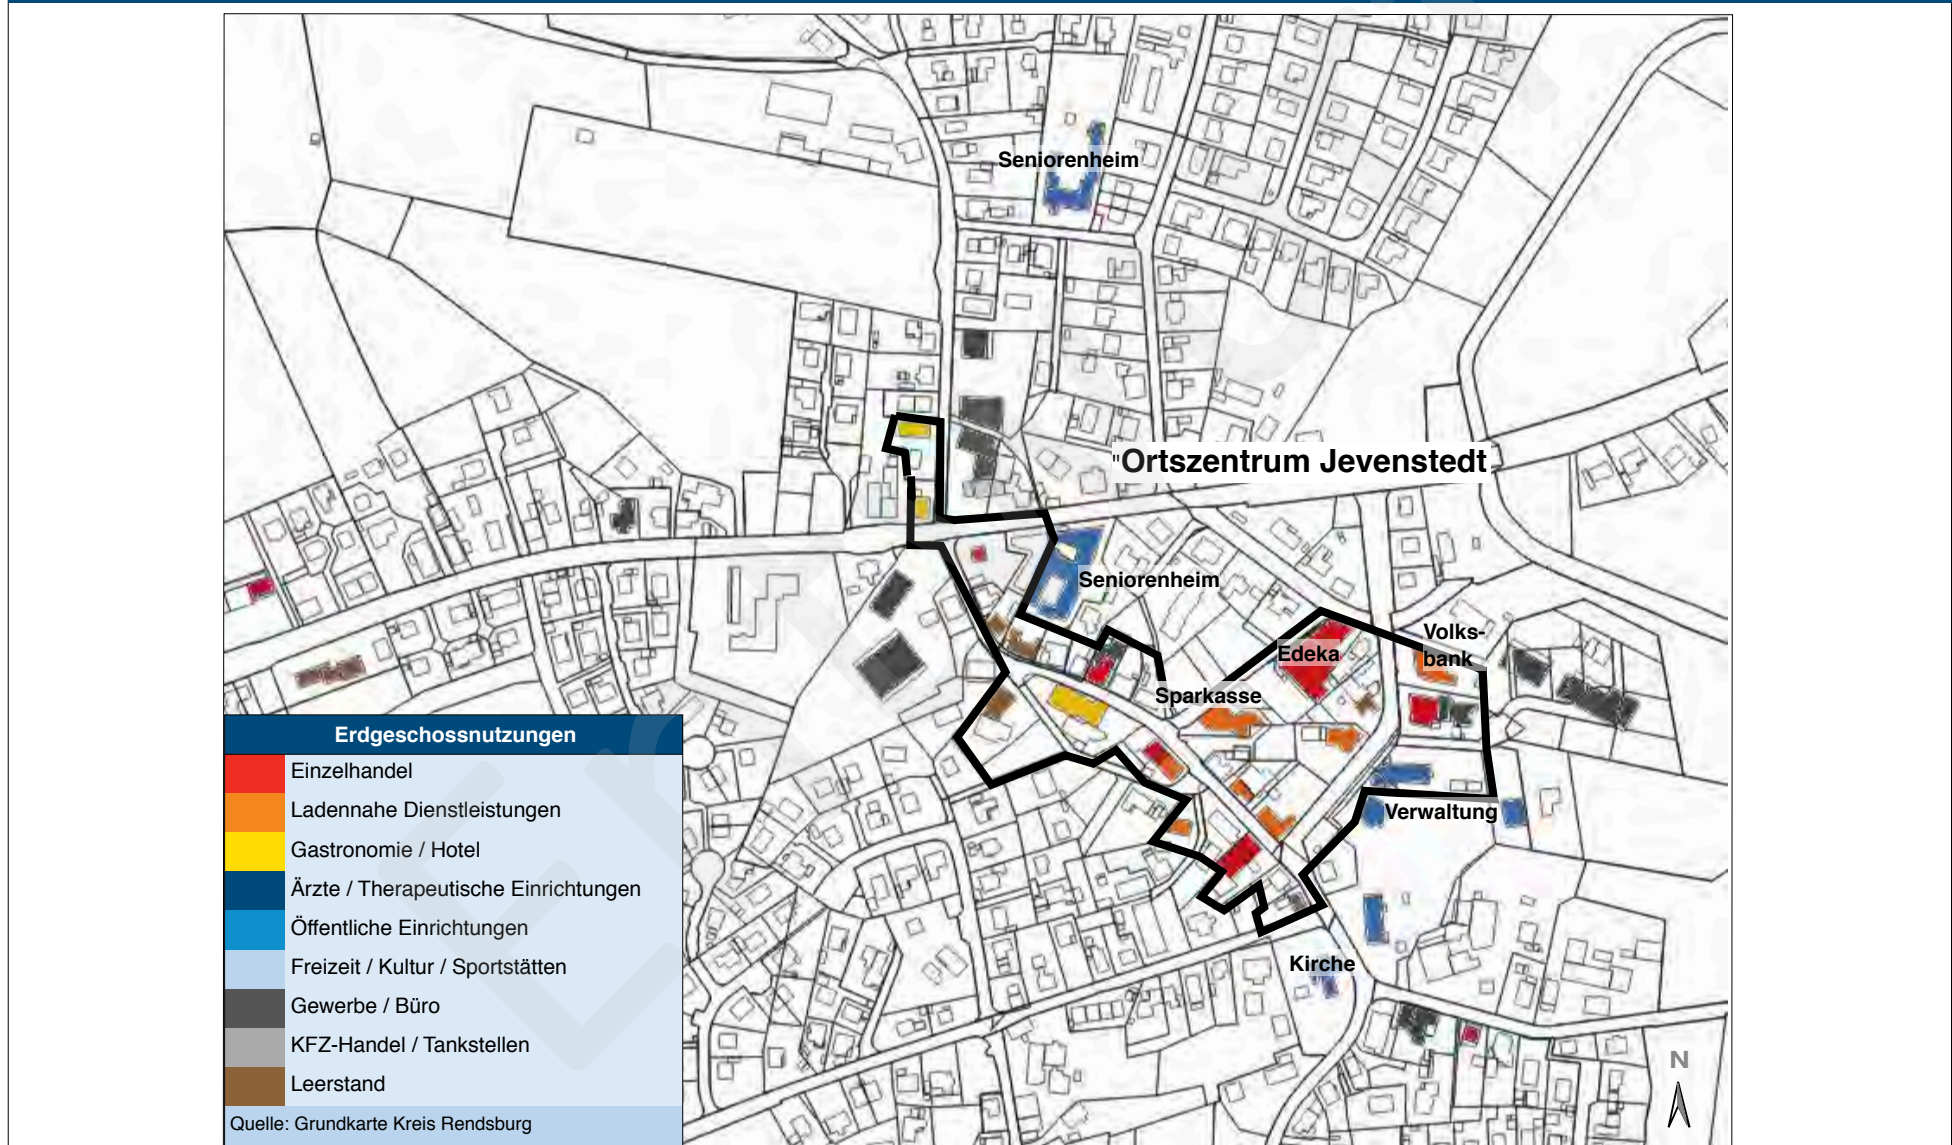 Seniorenheim
"Ortszentrum Jevenstedt
Seniorenheim
Edeka
Volks-
bank
Sparkasse
Verwaltung
Kirche
Erdgeschossnutzungen
Einzelhandel
Ladennahe Dienstleistungen
Gastronomie / Hotel
Ärzte / Therapeutische Einrichtungen
Öffentliche Einrichtungen
Freizeit / Kultur / Sportstätten
Gewerbe / Büro
KFZ-Handel / Tankstellen
Leerstand
Quelle: Grundkarte Kreis Rendsburg
N